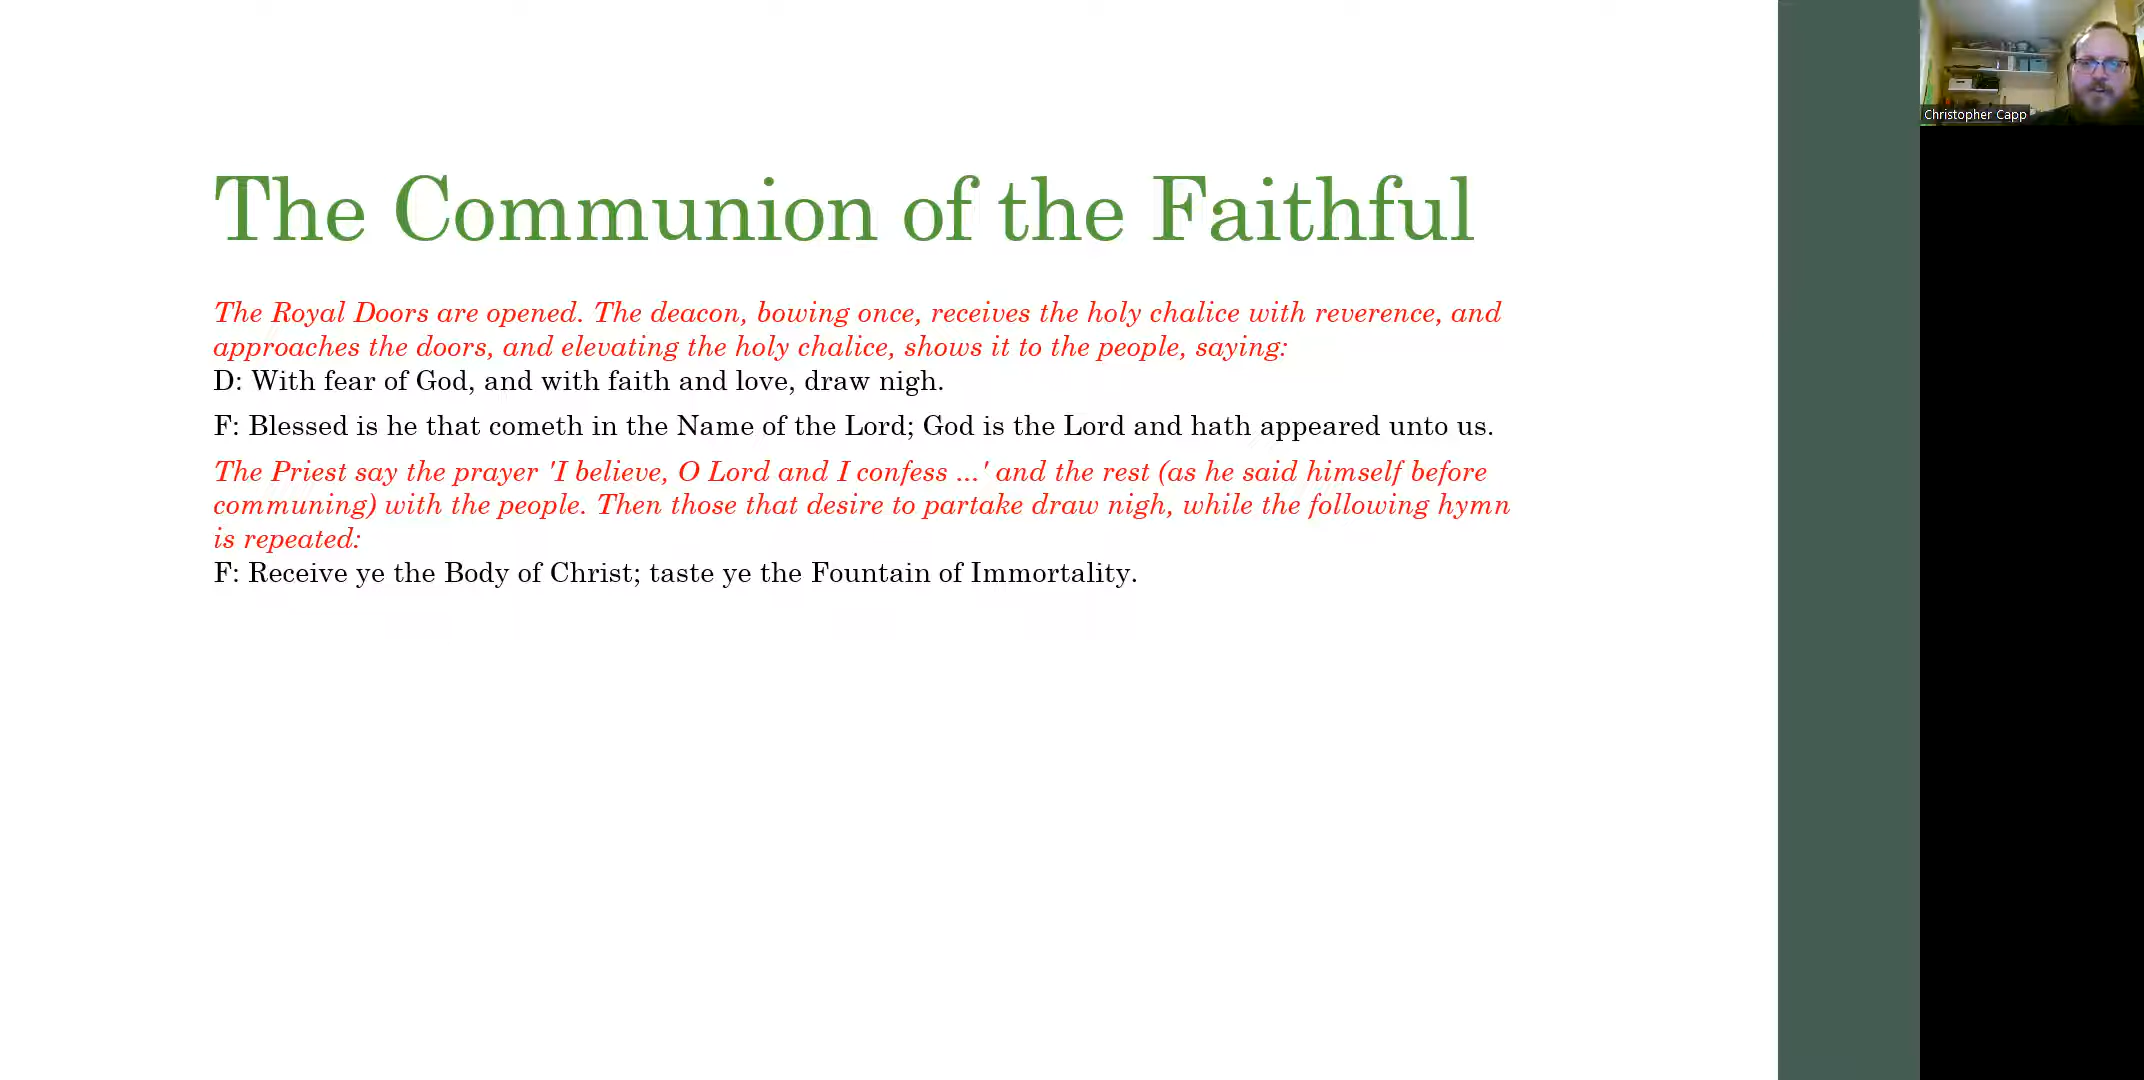 The Communion of the Faithful
The Royal Doors are opened. The deacon, bowing once, receives the holy chalice with reverence, and
approaches the doors, and elevating the holy chalice, shows it to the people, saying:
D: With fear of God, and with faith and love, draw nigh.
F: Blessed is he that cometh in the Name of the Lord; God is the Lord and hath appeared unto us.
The Priest say the prayer 'I believe, O Lord and I confess ...' and the rest (as he said himself before
communing) with the people. Then those that desire to partake draw nigh, while the following hymn
is repeated:
F: Receive ye the Body of Christ; taste ye the Fountain of Immortality.
Christopher Capp